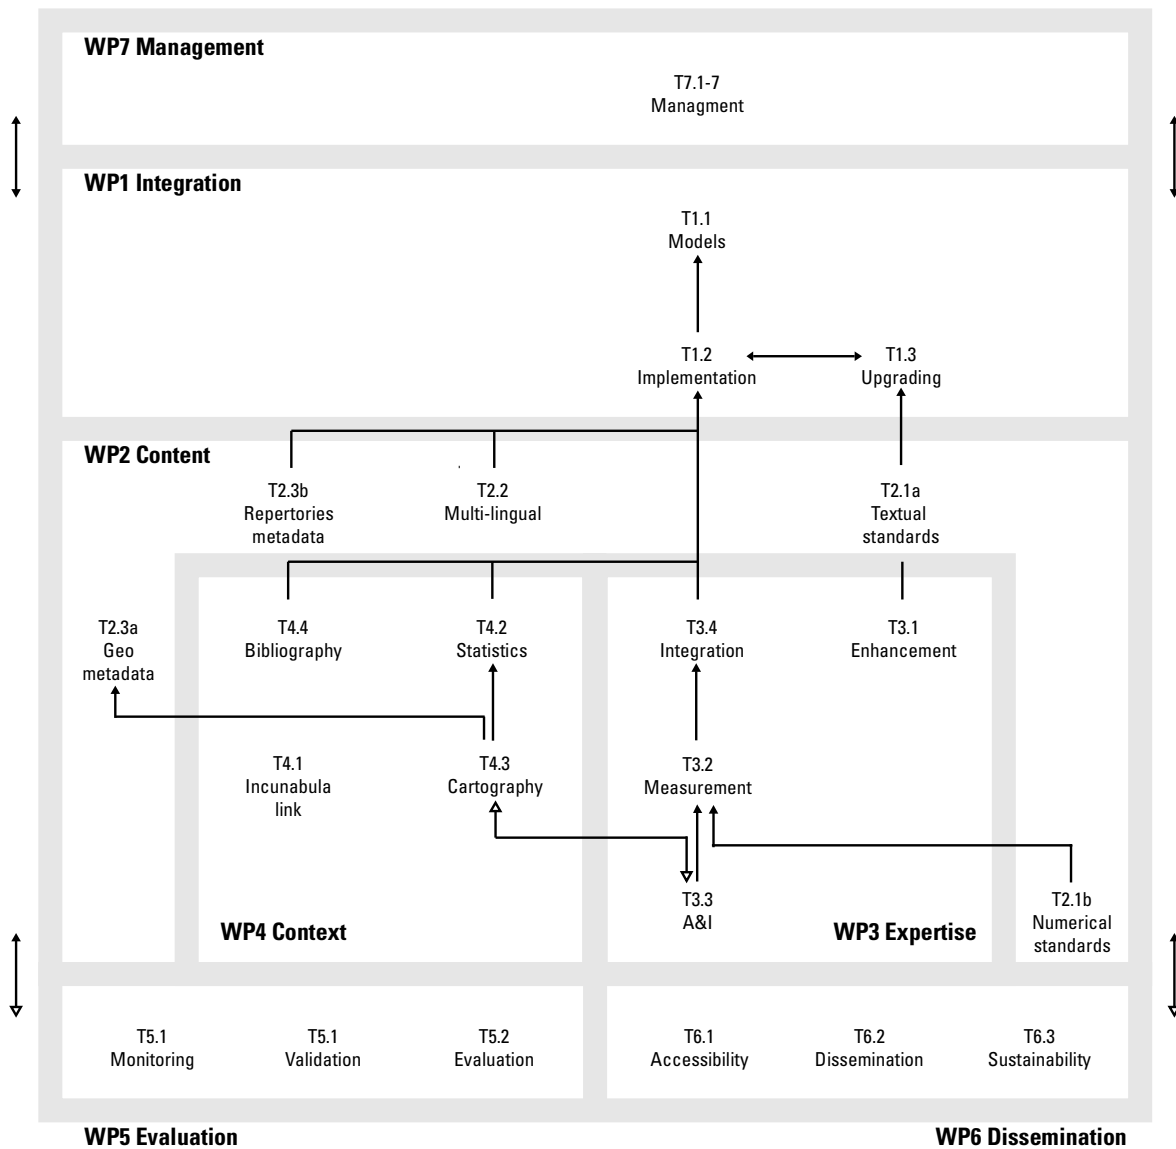 WP7 Management
T7.1-7
Managment
WP1 Integration
T1.1
Models
T1.2
Implementation
T1.3
Upgrading
WP2 Content
T2.3b
Repertories
metadata
T2.2
Multi-lingual
T2.1a
Textual
standards
T2.3a
Geo
metadata
T4.4
Bibliography
T4.2
Statistics
T3.4
Integration
T3.1
Enhancement
T4.1
Incunabula
link
T4.3
Cartography
T3.2
Measurement
T3.3
A&I
T2.1b
Numerical
standards
WP4 Context
WP3 Expertise
T5.1
Monitoring
T5.1
Validation
T5.2
Evaluation
T6.1
Accessibility
T6.2
Dissemination
T6.3
Sustainability
WP5 Evaluation
WP6 Dissemination